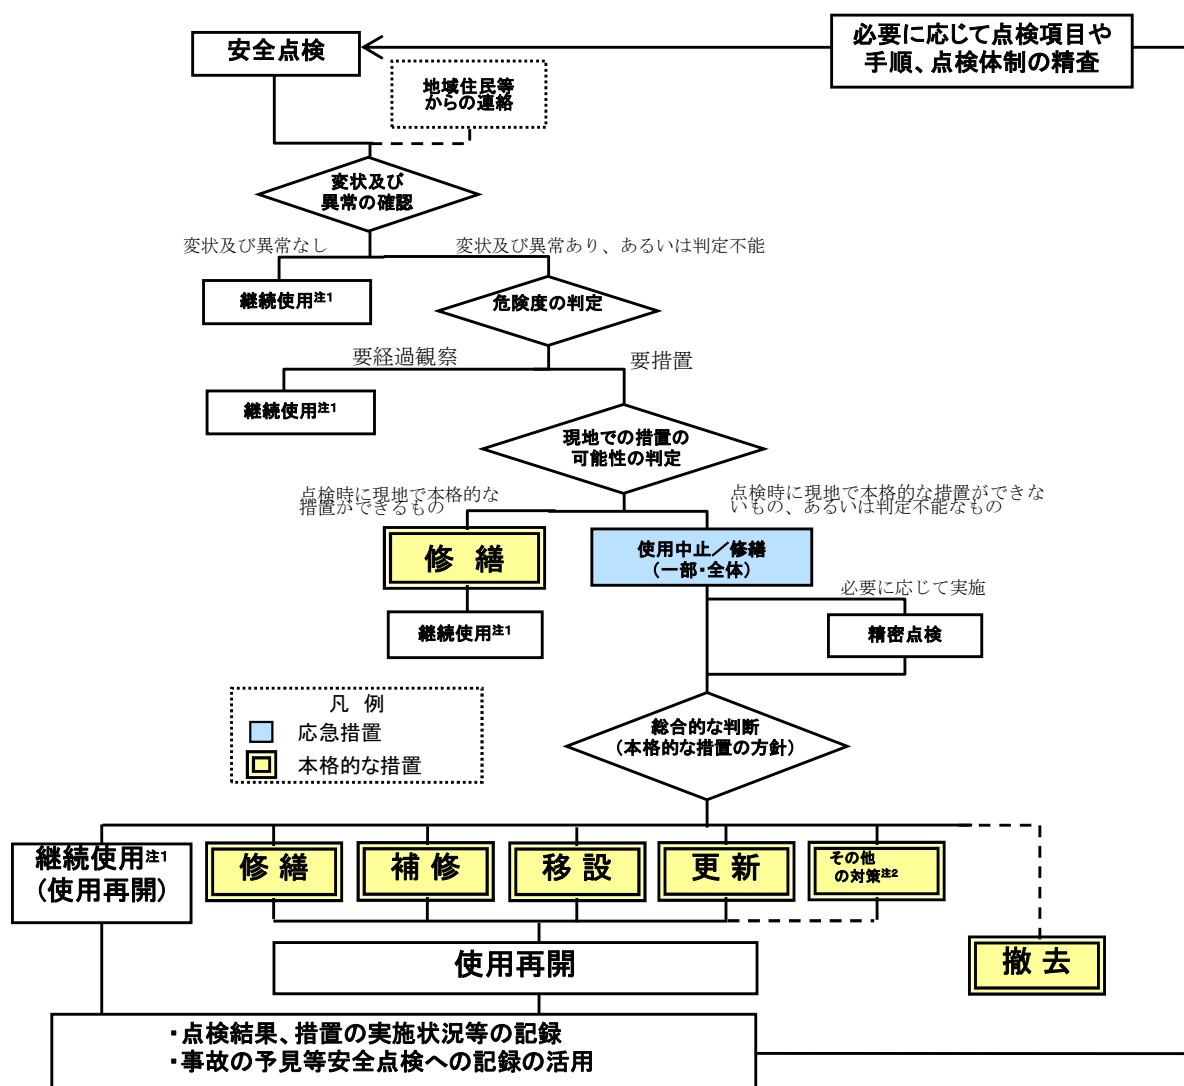 必要に応じて点検項目や
手順、点検体制の精査
安全点検
地域住民等
からの連絡
変状及び
異常の確認
変状及び異常なし
変状及び異常あり、あるいは判定不能
継続使用注1
危険度の判定
要経過観察
要措置
継続使用注1
現地での措置の
可能性の判定
点検時に現地で本格的な
措置ができるもの
点検時に現地で本格的な措置ができな
いもの、あるいは判定不能なもの
修繕
使用中止／修繕
（一部・全体）
必要に応じて実施
継続使用注1
精密点検
凡 例
応急措置
本格的な措置
総合的な判断
（本格的な措置の方針）
継続使用注1
（使用再開）
修繕
補修
移設
更新
その他
の対策注2
使用再開
撤去
・点検結果、措置の実施状況等の記録
・事故の予見等安全点検への記録の活用